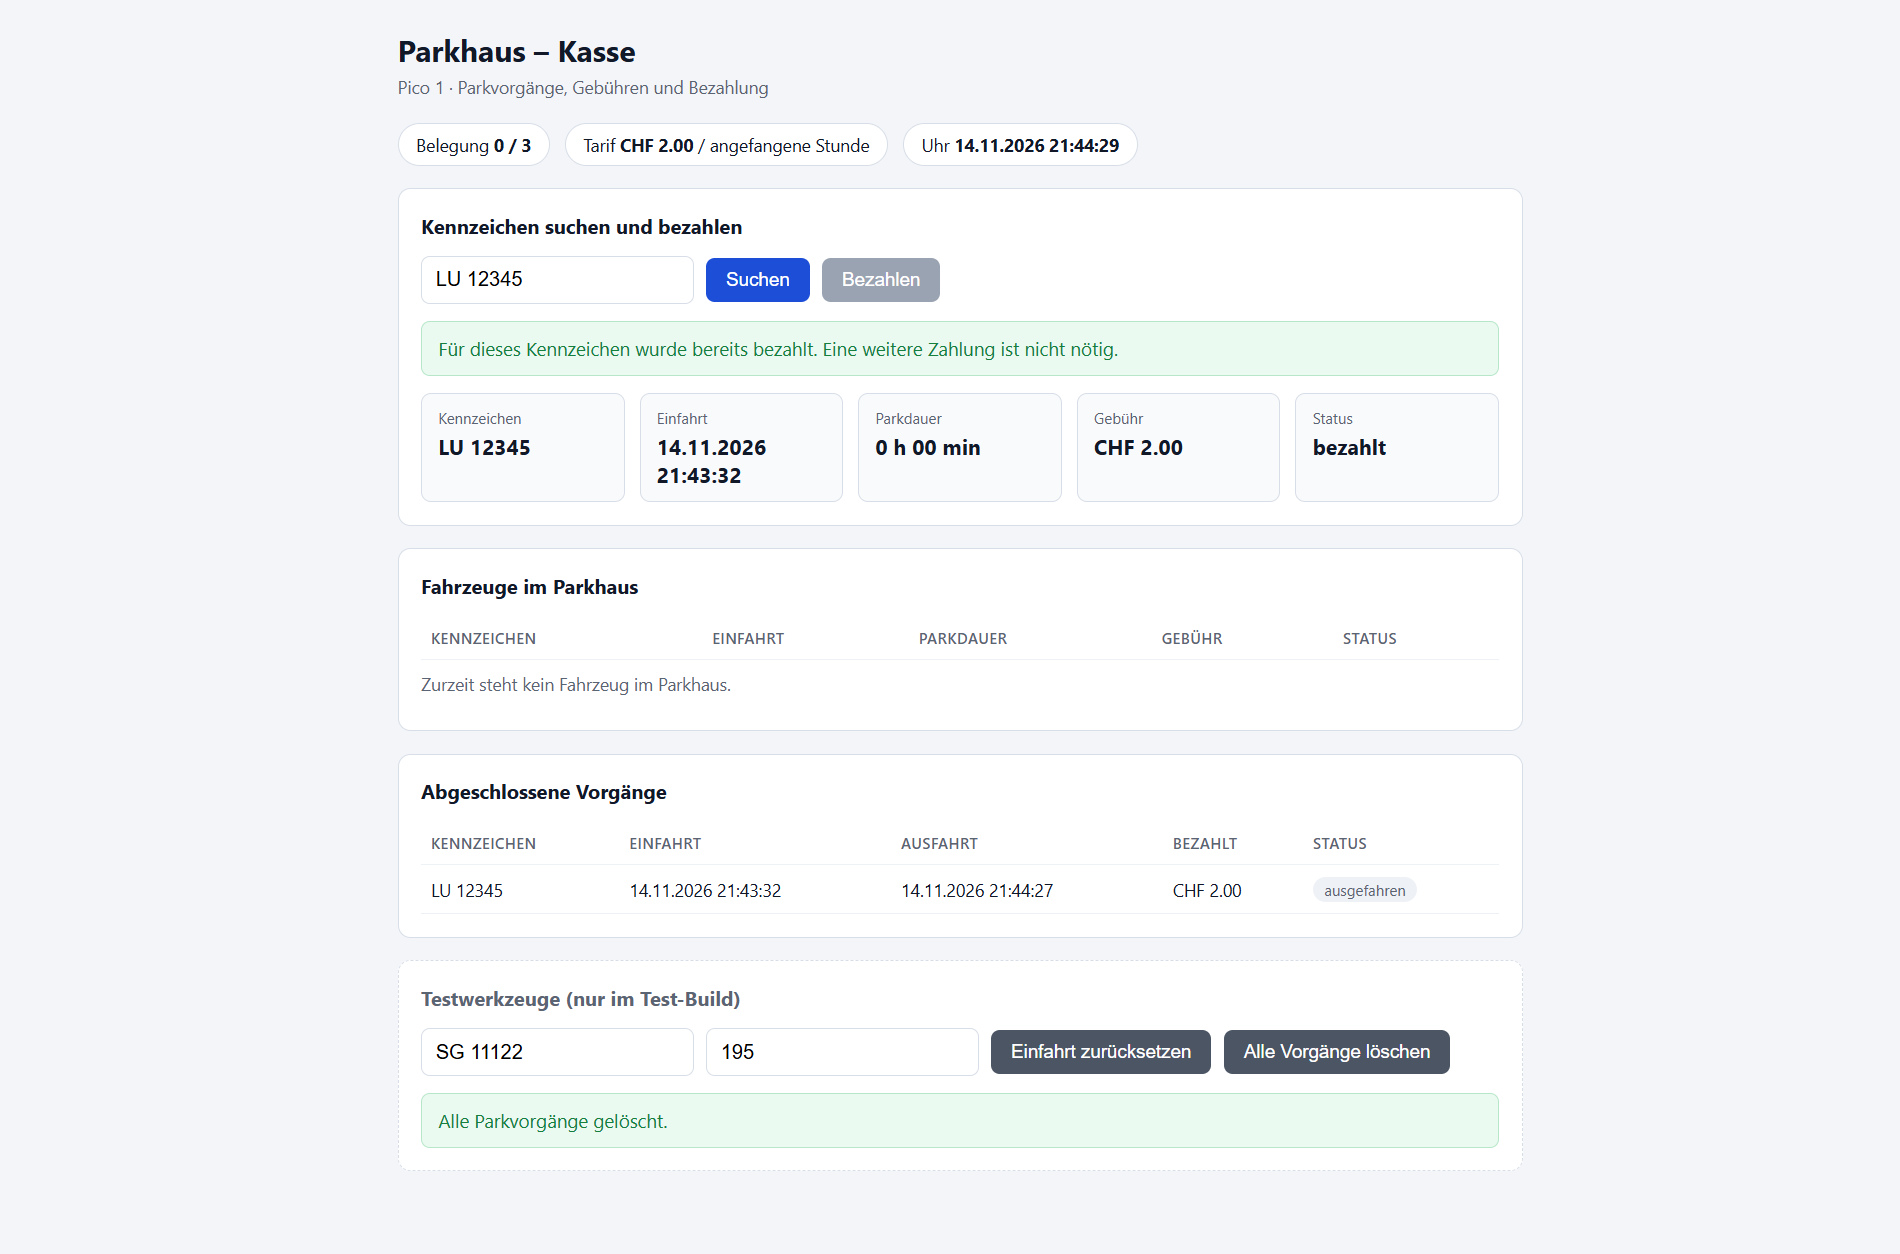 Parkhaus – Kasse
Pico 1 · Parkvorgänge, Gebühren und Bezahlung
Belegung 0 / 3
Tarif CHF 2.00 / angefangene Stunde
Uhr 14.11.2026 21:44:29
Kennzeichen suchen und bezahlen
LU 12345
Suchen
Bezahlen
Für dieses Kennzeichen wurde bereits bezahlt. Eine weitere Zahlung ist nicht nötig.
Kennzeichen
LU 12345
Einfahrt
14.11.2026
21:43:32
Parkdauer
0 h 00 min
Gebühr
CHF 2.00
Status
bezahlt
Fahrzeuge im Parkhaus
KENNZEICHEN EINFAHRT PARKDAUER GEBÜHR STATUS
Zurzeit steht kein Fahrzeug im Parkhaus.
Abgeschlossene Vorgänge
KENNZEICHEN EINFAHRT AUSFAHRT BEZAHLT STATUS
LU 12345 14.11.2026 21:43:32 14.11.2026 21:44:27 CHF 2.00 ausgefahren
Testwerkzeuge (nur im Test-Build)
SG 11122
195
Einfahrt zurücksetzen
Alle Vorgänge löschen
Alle Parkvorgänge gelöscht.